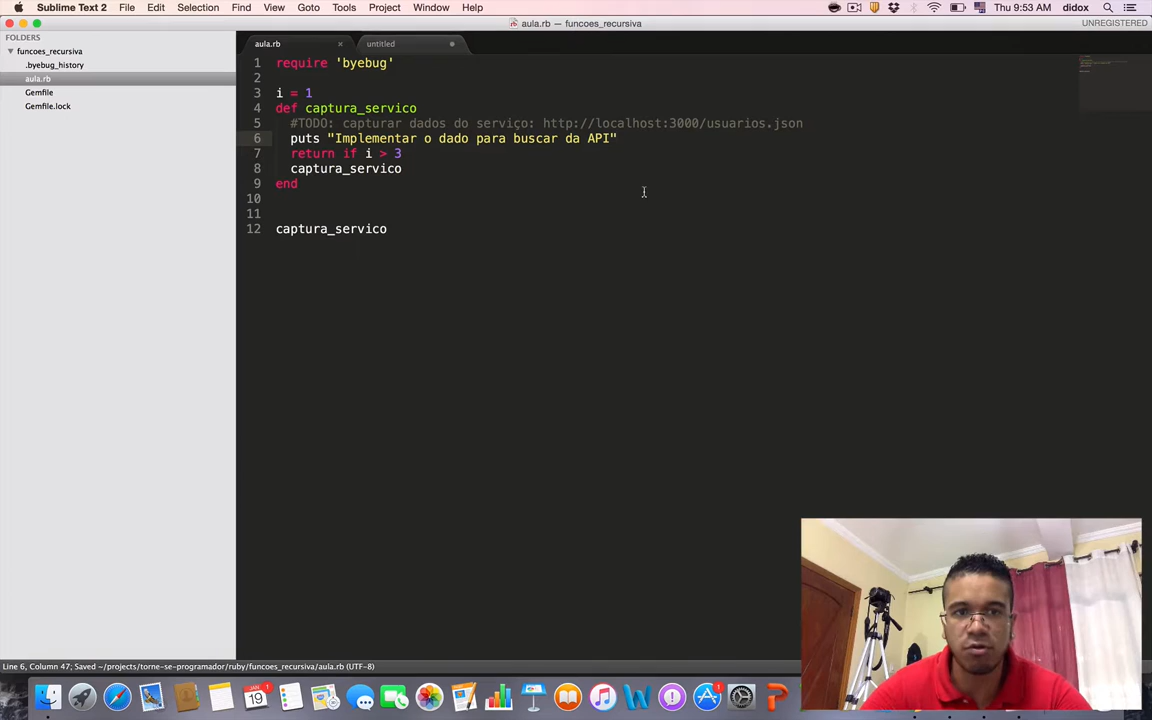 Sublime Text 2 File Edit Selection Find View Goto Tools Project Window Help Thu 9:53 AM didox
aula.rb — funcoes_recursiva UNREGISTERED
FOLDERS
funcoes_recursiva
.byebug_history
aula.rb
Gemfile
Gemfile.lock
aula.rb × untitled
1 require 'byebug'
2
3 i = 1
4 def captura_servico
5 #TODO: capturar dados do serviço: http://localhost:3000/usuarios.json
6 puts "Implementar o dado para buscar da API"
7 return if i > 3
8 captura_servico
9 end
10
11
12 captura_servico
Line 6, Column 47; Saved ~/projects/torne-se-programador/ruby/funcoes_recursiva/aula.rb (UTF-8)
JAN
19
1
1